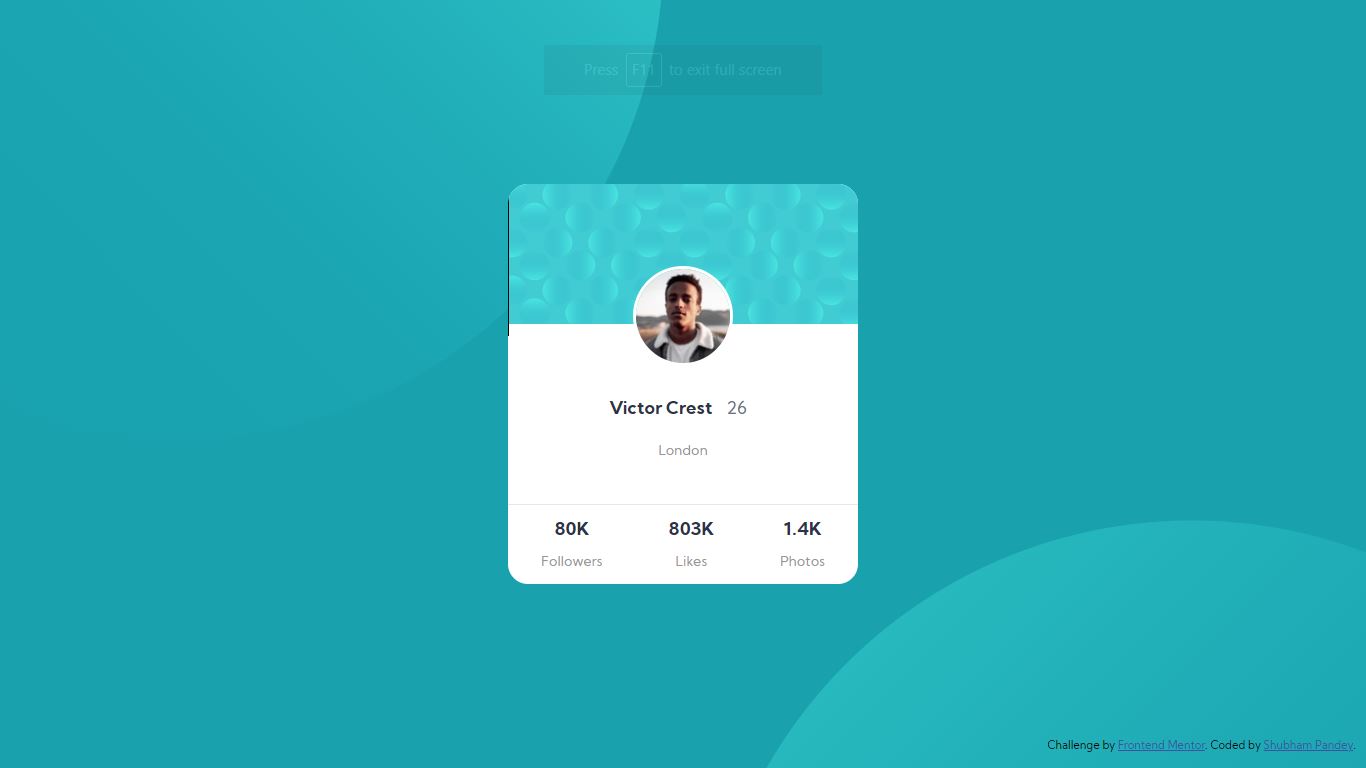 Press F11 to exit full screen
Victor Crest 26
London
80K 803K 1.4K
Followers Likes Photos
Challenge by Frontend Mentor. Coded by Shubham Pandey.